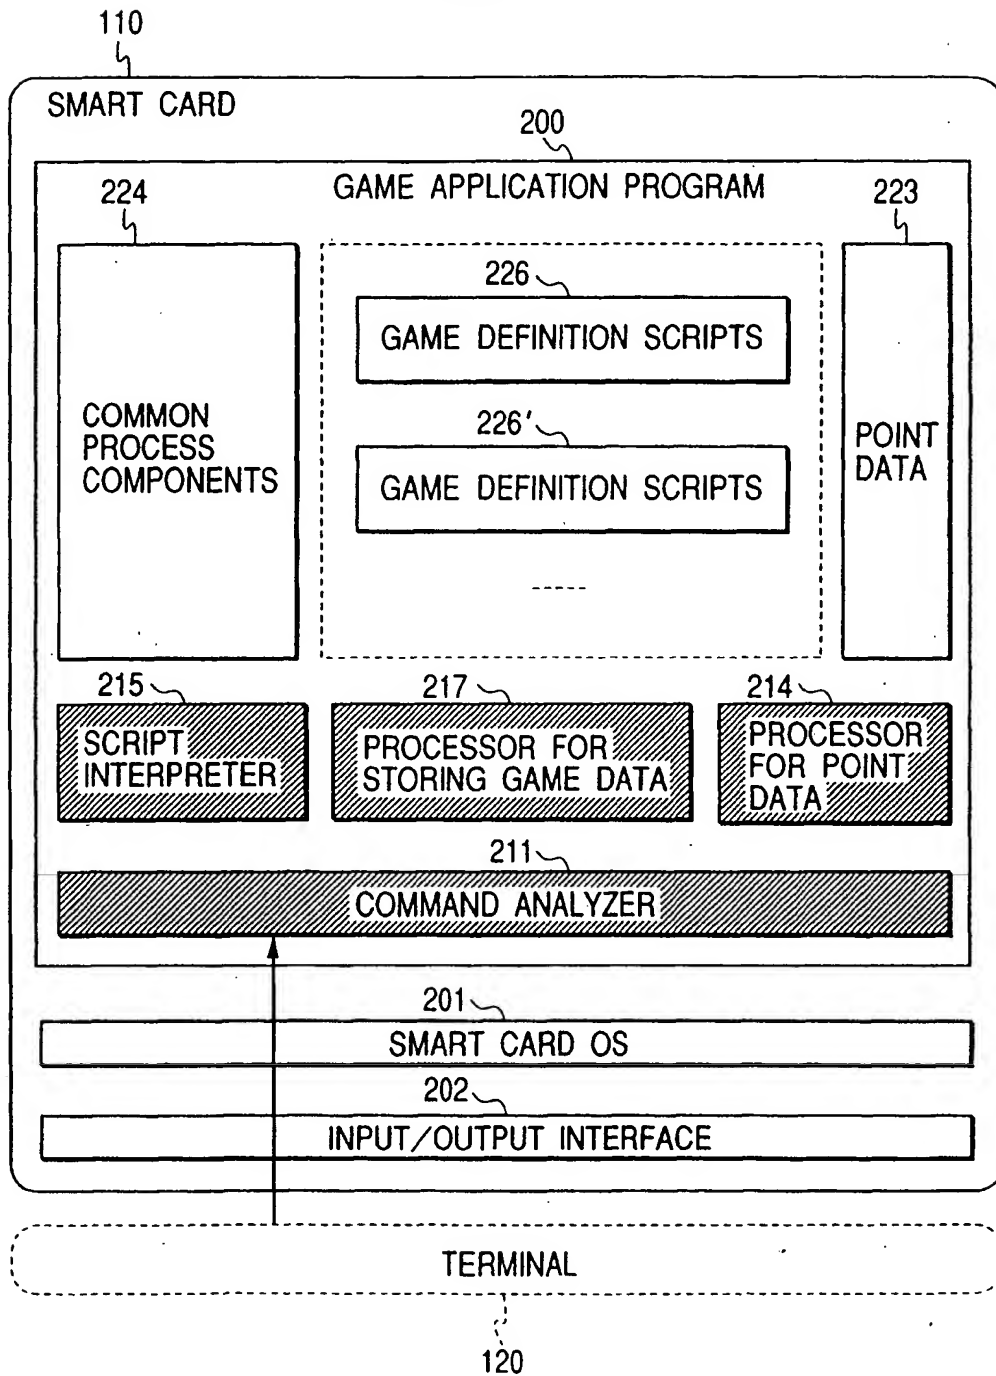 110
SMART CARD
200
GAME APPLICATION PROGRAM
224
223
226
GAME DEFINITION SCRIPTS
COMMON
PROCESS
COMPONENTS
226'
GAME DEFINITION SCRIPTS
POINT
DATA
215
SCRIPT
INTERPRETER
217
PROCESSOR FOR
STORING GAME DATA
214
PROCESSOR
FOR POINT
DATA
211
COMMAND ANALYZER
201
SMART CARD OS
202
INPUT/OUTPUT INTERFACE
TERMINAL
120